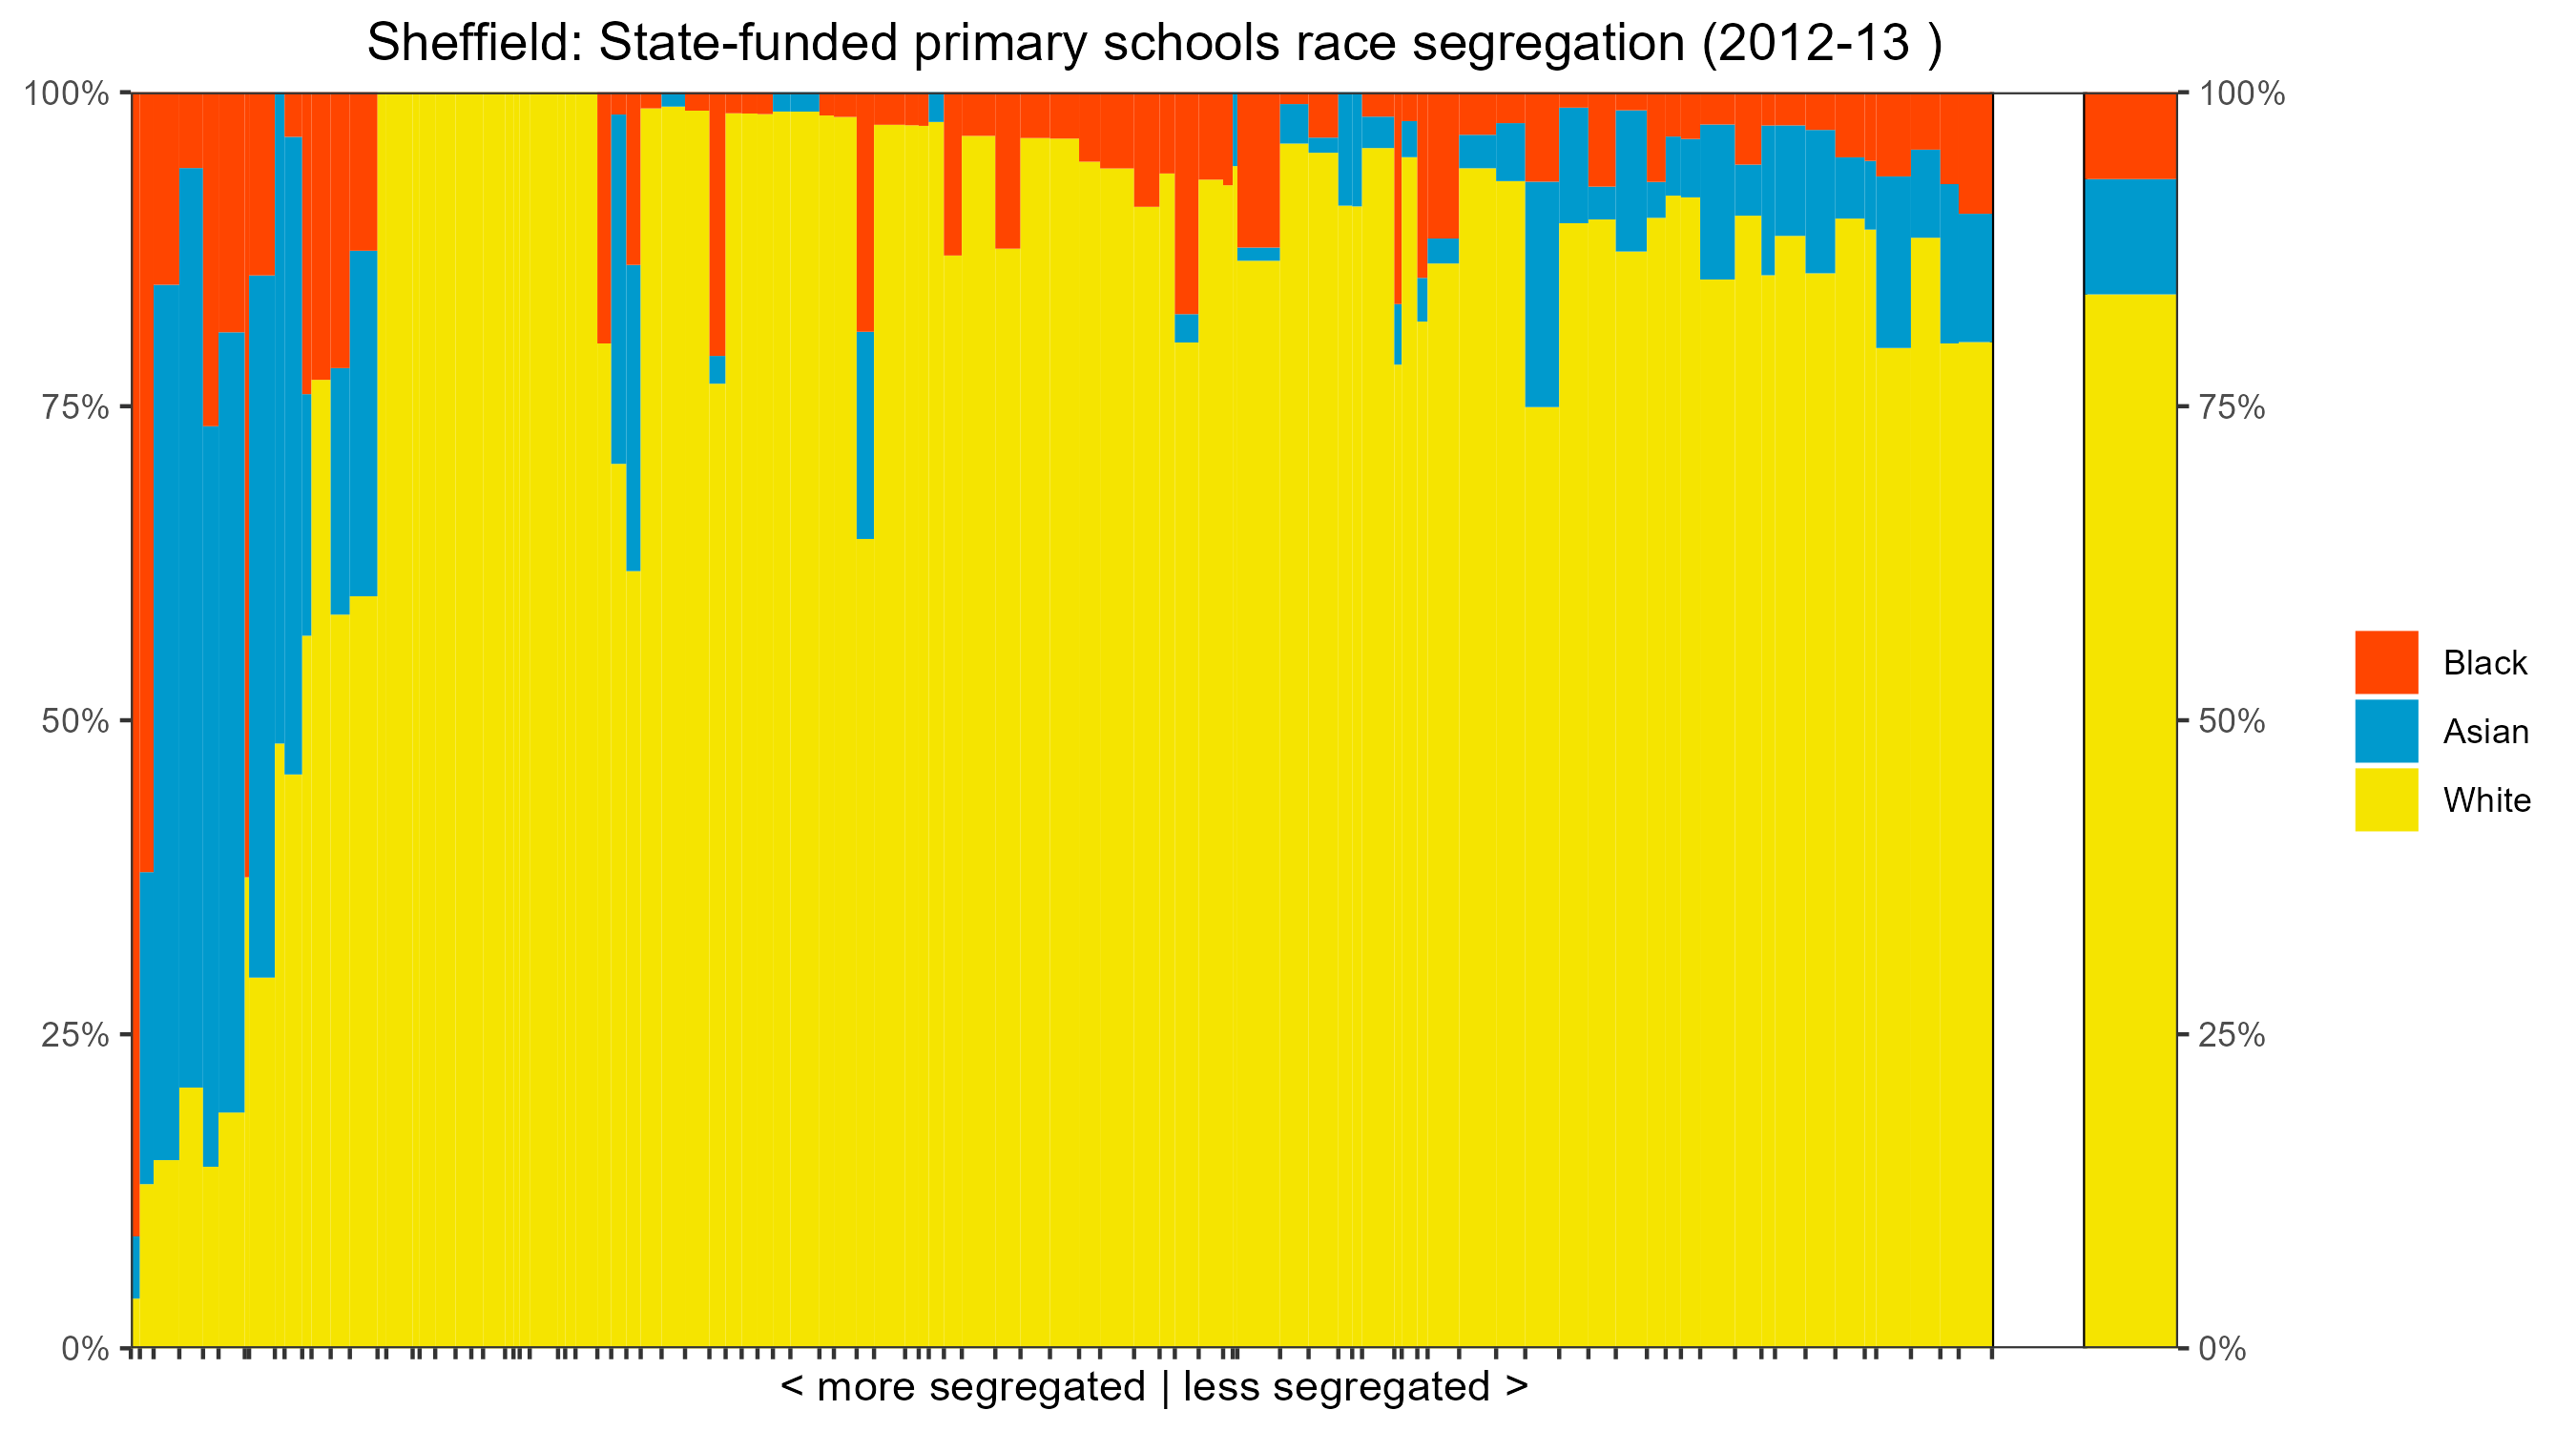 Sheffield: State-funded primary schools race segregation (2012-13 )
100%
75%
50%
25%
0%
100%
75%
50%
25%
0%
Black
Asian
White
< more segregated | less segregated >